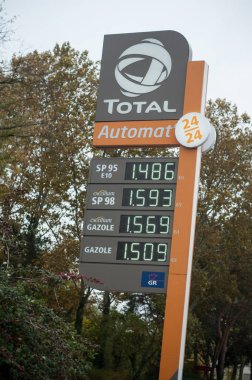 TOTAL
Automat
24/24
SP 95
E10
1.486
excellium
SP 98
1.593
excellium
GAZOLE
1.569
GAZOLE
1.509
GR